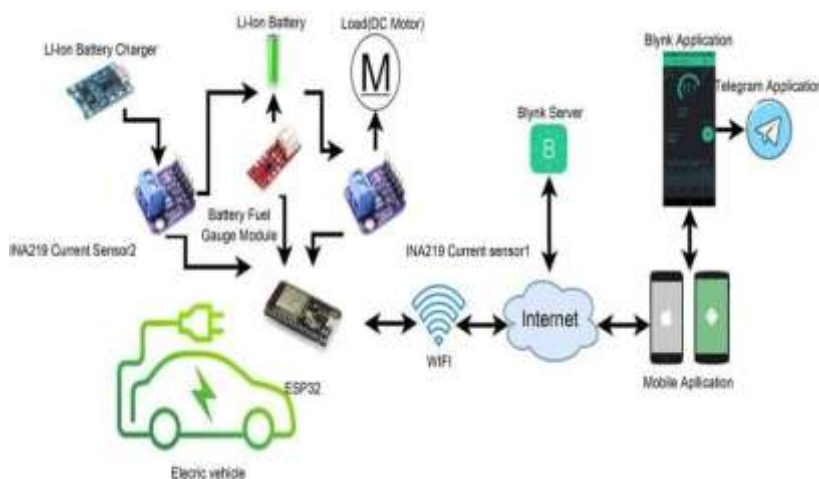 Li-Ion Battery
Load(DC Motor)
LI-Ion Battery Charger
M
Blynk Application
Telegram Application
Blynk Server
B
Battery Fuel
Gauge Module
INA219 Current Sensor2
INA219 Current sensor1
Internet
WIFI
ESP32
Mobile Apllication
Elecric vehicle